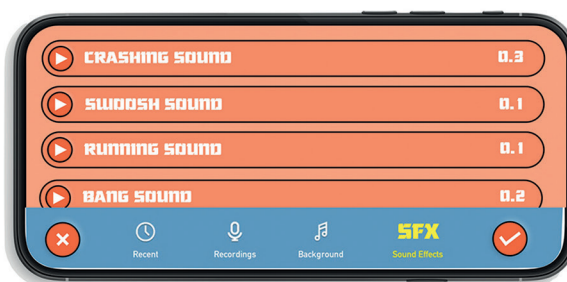 CRASHING SOUND 0.3
SWOOSH SOUND 0.1
RUNNING SOUND 0.1
BANG SOUND 0.2
SFX
Recent Recordings Background Sound Effects